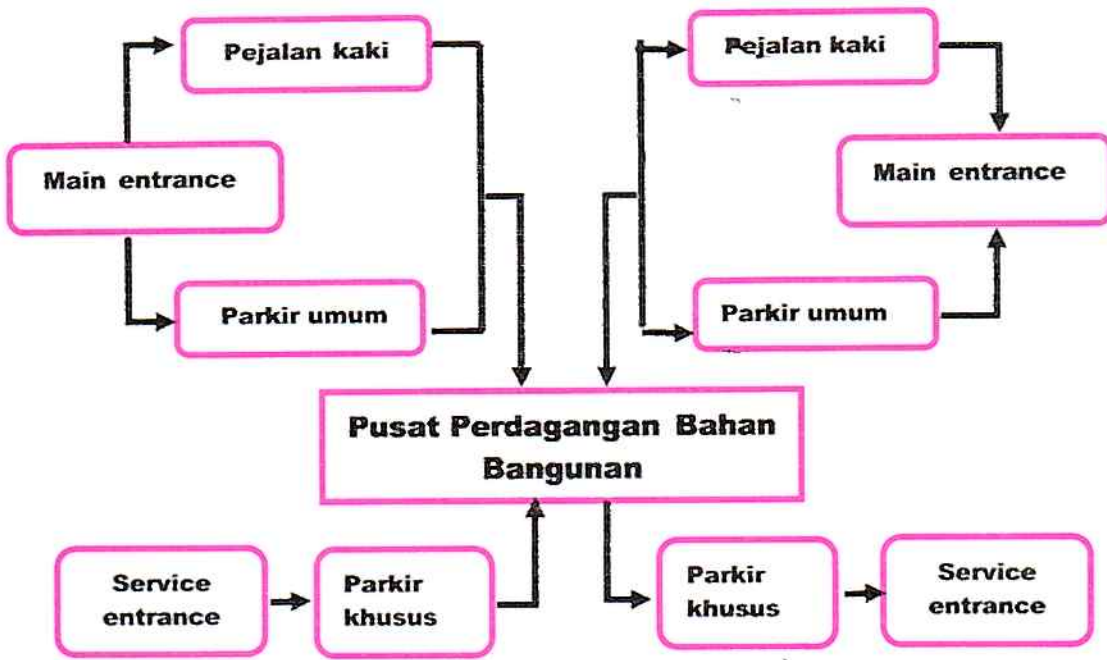 Pejalan kaki
Pejalan kaki
Main entrance
Main entrance
Parkir umum
Parkir umum
Pusat Perdagangan Bahan
Bangunan
Service
entrance
Parkir
khusus
Parkir
khusus
Service
entrance